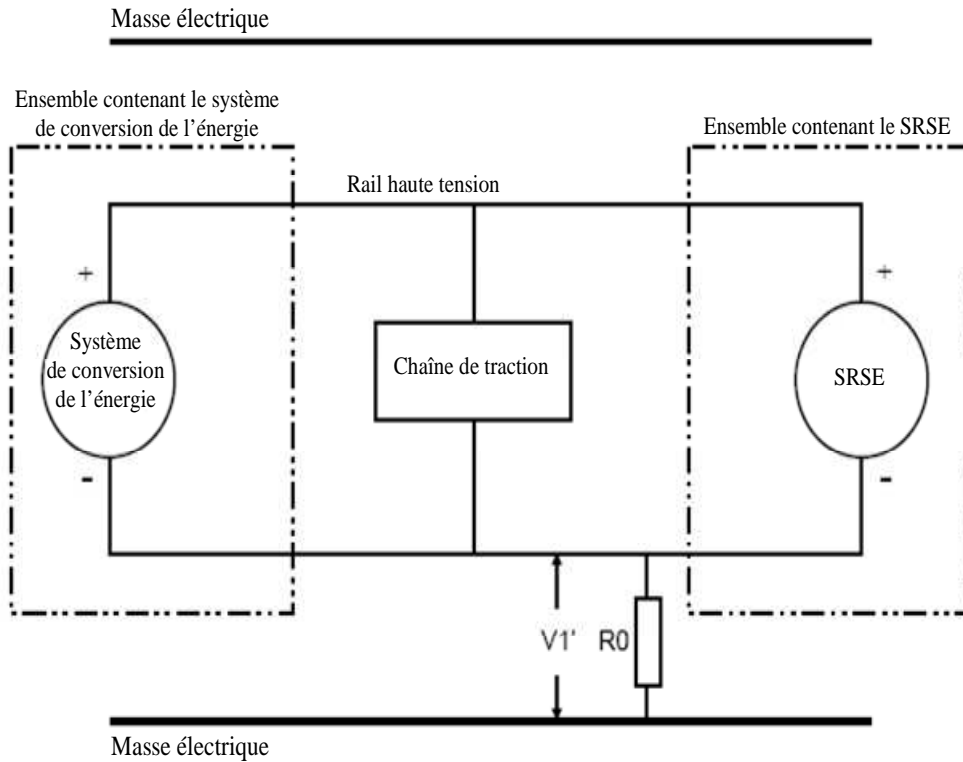 Masse électrique
Ensemble contenant le système
de conversion de l'énergie
Ensemble contenant le SRSE
Rail haute tension
+
+
Système
de conversion
de l'énergie
Chaîne de traction
SRSE
-
-
V1' R0
Masse électrique